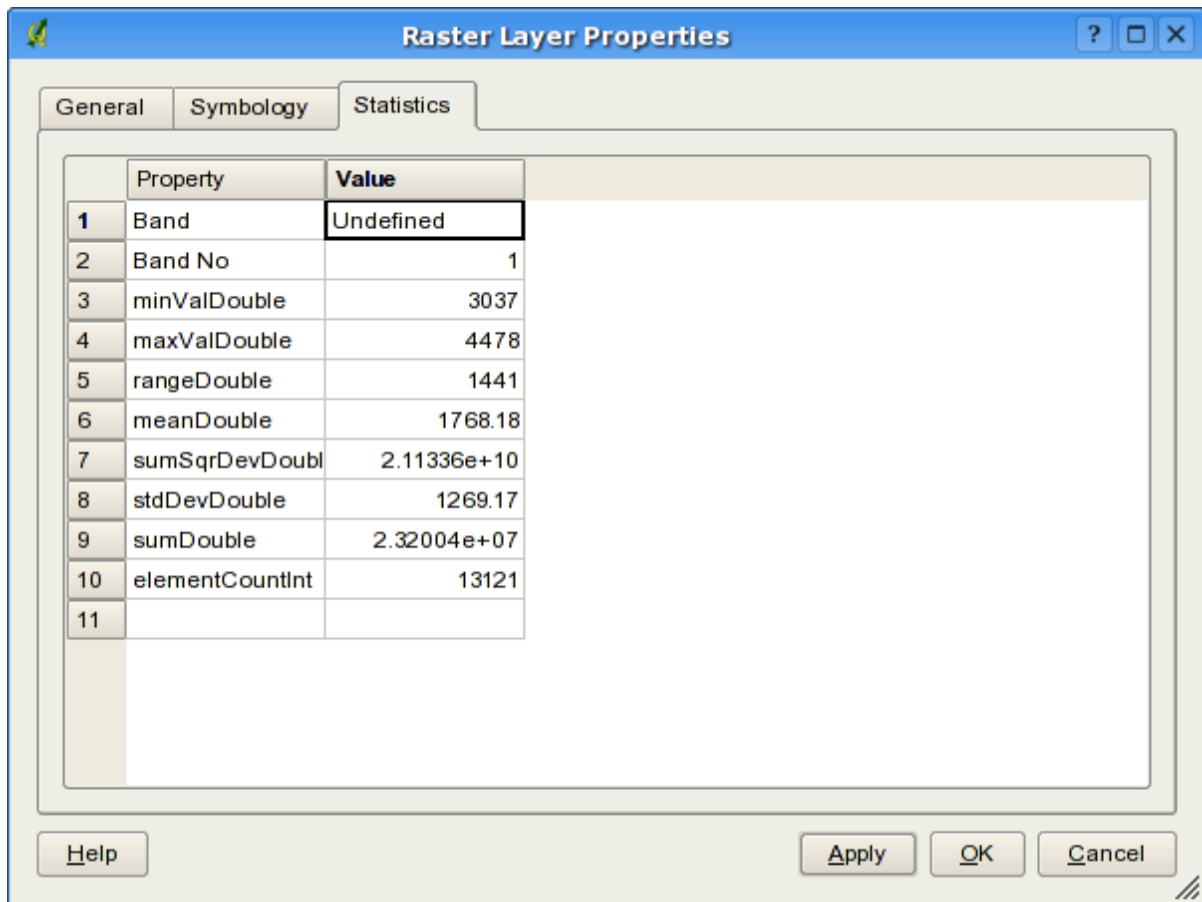 Raster Layer Properties
General Symbology Statistics
Property Value
1 Band Undefined
2 Band No 1
3 minValDouble 3037
4 maxValDouble 4478
5 rangeDouble 1441
6 meanDouble 1768.18
7 sumSqrDevDoubl 2.11336e+10
8 stdDevDouble 1269.17
9 sumDouble 2.32004e+07
10 elementCountInt 13121
11
Help Apply OK Cancel